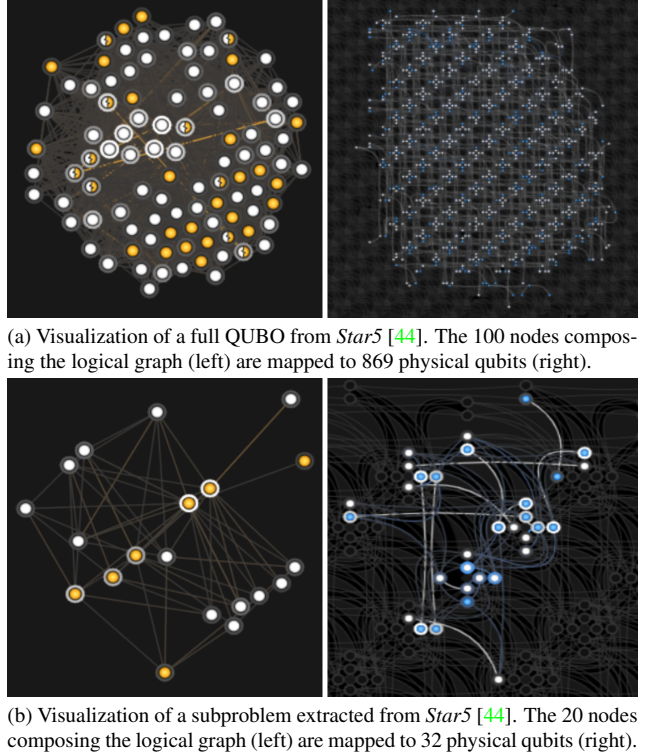 (a) Visualization of a full QUBO from Star5 [44]. The 100 nodes compos-
ing the logical graph (left) are mapped to 869 physical qubits (right).
(b) Visualization of a subproblem extracted from Star5 [44]. The 20 nodes
composing the logical graph (left) are mapped to 32 physical qubits (right).